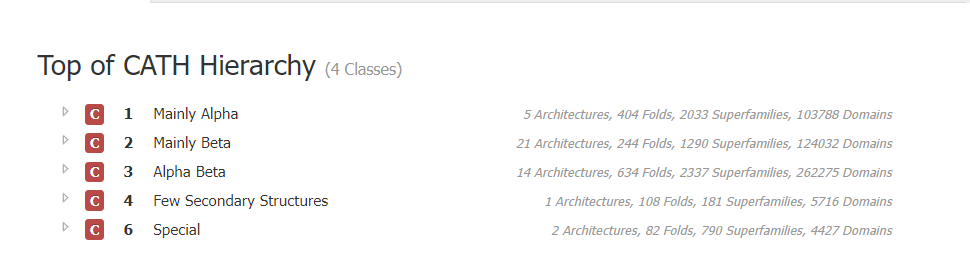 Top of CATH Hierarchy (4 Classes)
C 1 Mainly Alpha 5 Architectures, 404 Folds, 2033 Superfamilies, 103788 Domains
C 2 Mainly Beta 21 Architectures, 244 Folds, 1290 Superfamilies, 124032 Domains
C 3 Alpha Beta 14 Architectures, 634 Folds, 2337 Superfamilies, 262275 Domains
C 4 Few Secondary Structures 1 Architectures, 108 Folds, 181 Superfamilies, 5716 Domains
C 6 Special 2 Architectures, 82 Folds, 790 Superfamilies, 4427 Domains